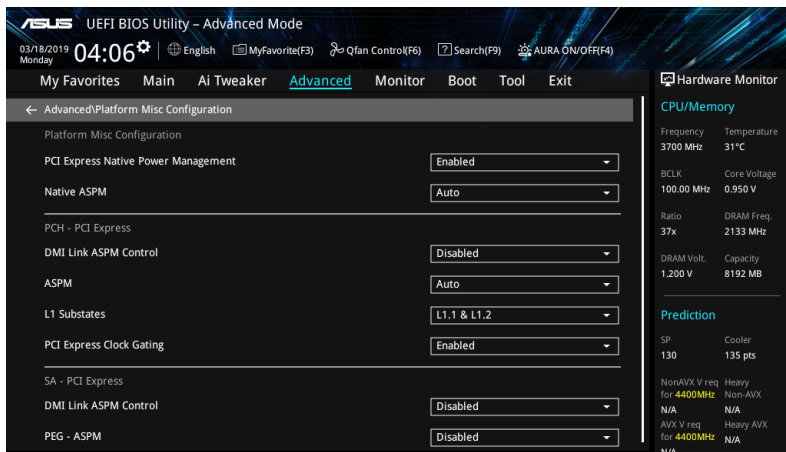 ASUS UEFI BIOS Utility – Advanced Mode
03/18/2019 Monday 04:06 English MyFavorite(F3) Qfan Control(F6) ? Search(F9) AURA ON/OFF(F4)
My Favorites Main Ai Tweaker Advanced Monitor Boot Tool Exit
← Advanced\Platform Misc Configuration
Platform Misc Configuration
PCI Express Native Power Management Enabled
Native ASPM Auto
PCH - PCI Express
DMI Link ASPM Control Disabled
ASPM Auto
L1 Substates L1.1 & L1.2
PCI Express Clock Gating Enabled
SA - PCI Express
DMI Link ASPM Control Disabled
PEG - ASPM Disabled
Hardware Monitor
CPU/Memory
Frequency Temperature
3700 MHz 31°C
BCLK Core Voltage
100.00 MHz 0.950 V
Ratio DRAM Freq.
37x 2133 MHz
DRAM Volt. Capacity
1.200 V 8192 MB
Prediction
SP Cooler
130 135 pts
NonAVX V req Heavy
for 4400MHz Non-AVX
N/A N/A
AVX V req Heavy AVX
for 4400MHz N/A
N/A